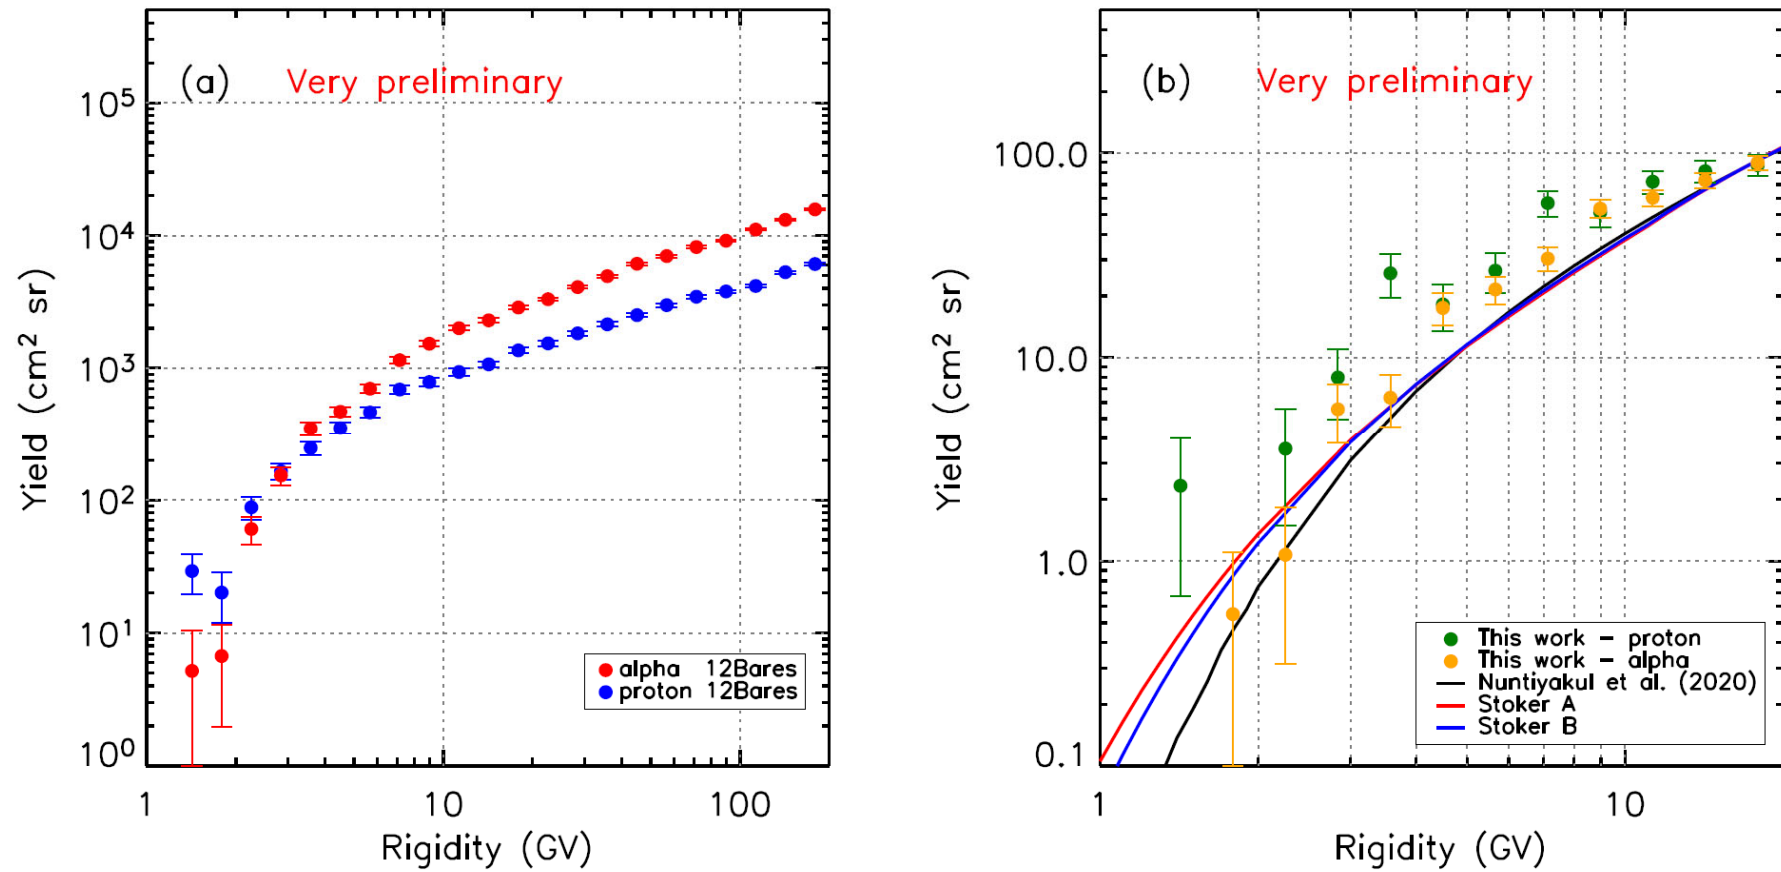 (a) Very preliminary
10⁵
10⁴
10³
10²
10¹
10⁰
Yield (cm² sr)
alpha 12Bares
proton 12Bares
1 10 100
Rigidity (GV)
(b) Very preliminary
100.0
10.0
1.0
0.1
Yield (cm² sr)
This work – proton
This work – alpha
Nuntiyakul et al. (2020)
Stoker A
Stoker B
1 10
Rigidity (GV)